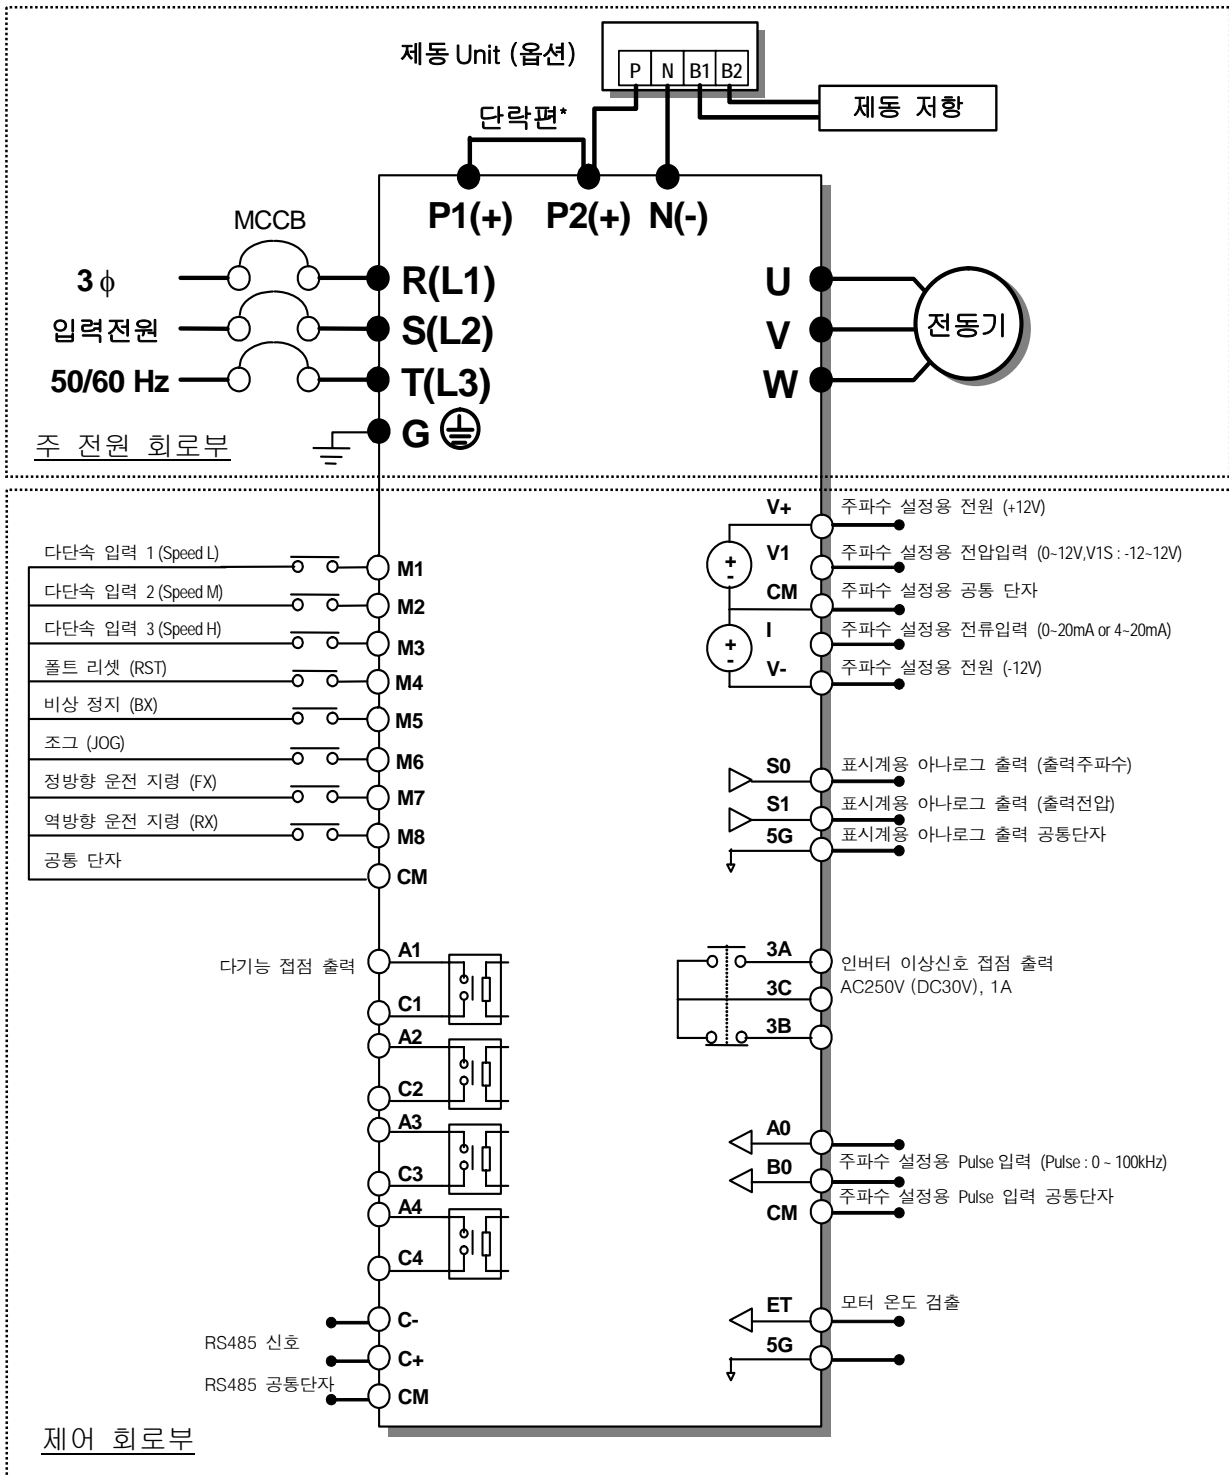 제동 Unit (옵션)
P N B1 B2
제동 저항
단락편*
P1(+) P2(+) N(-)
MCCB
3 ϕ
입력전원
50/60 Hz
R(L1)
S(L2)
T(L3)
G
U
V
W
전동기
주 전원 회로부
다단속 입력 1 (Speed L)
M1
다단속 입력 2 (Speed M)
M2
다단속 입력 3 (Speed H)
M3
폴트 리셋 (RST)
M4
비상 정지 (BX)
M5
조그 (JOG)
M6
정방향 운전 지령 (FX)
M7
역방향 운전 지령 (RX)
M8
공통 단자
CM
V+
주파수 설정용 전원 (+12V)
+
-
V1
주파수 설정용 전압입력 (0~12V,V1S : -12~12V)
CM
주파수 설정용 공통 단자
+
-
I
주파수 설정용 전류입력 (0~20mA or 4~20mA)
V-
주파수 설정용 전원 (-12V)
S0
표시계용 아나로그 출력 (출력주파수)
S1
표시계용 아나로그 출력 (출력전압)
5G
표시계용 아나로그 출력 공통단자
다기능 접점 출력
A1
C1
A2
C2
A3
C3
A4
C4
3A
3C
3B
인버터 이상신호 접점 출력
AC250V (DC30V), 1A
A0
B0
주파수 설정용 Pulse 입력 (Pulse : 0 ~ 100kHz)
CM
주파수 설정용 Pulse 입력 공통단자
ET
모터 온도 검출
5G
C-
RS485 신호
C+
RS485 공통단자
CM
제어 회로부